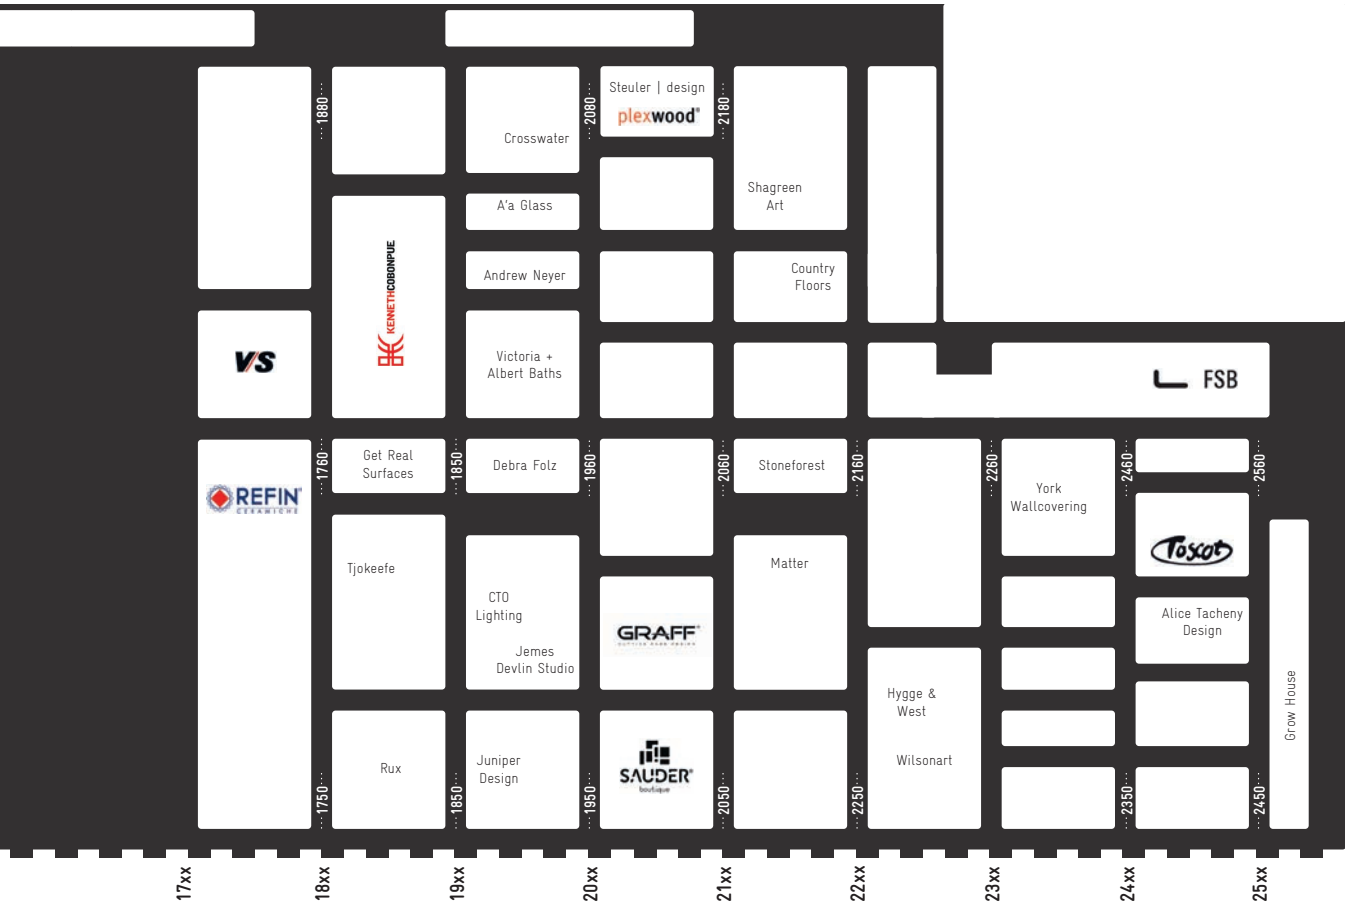 Steuler | design
plexwood®
1880
2080
2180
Crosswater
Shagreen
Art
A'a Glass
KENNETHCOBONPUE
Andrew Neyer
Country
Floors
VS
Victoria +
Albert Baths
FSB
1760
Get Real
Surfaces
1850
Debra Folz
1960
2060
Stoneforest
2160
2260
2460
2560
REFIN
CERAMICHE
York
Wallcovering
Toscot
Tjokeefe
Matter
CTO
Lighting
Alice Tacheny
Design
GRAFF®
Jemes
Devlin Studio
Hygge &
West
Grow House
Rux
Juniper
Design
SAUDER®
boutique
Wilsonart
1750
1850
1950
2050
2250
2350
2450
17xx
18xx
19xx
20xx
21xx
22xx
23xx
24xx
25xx